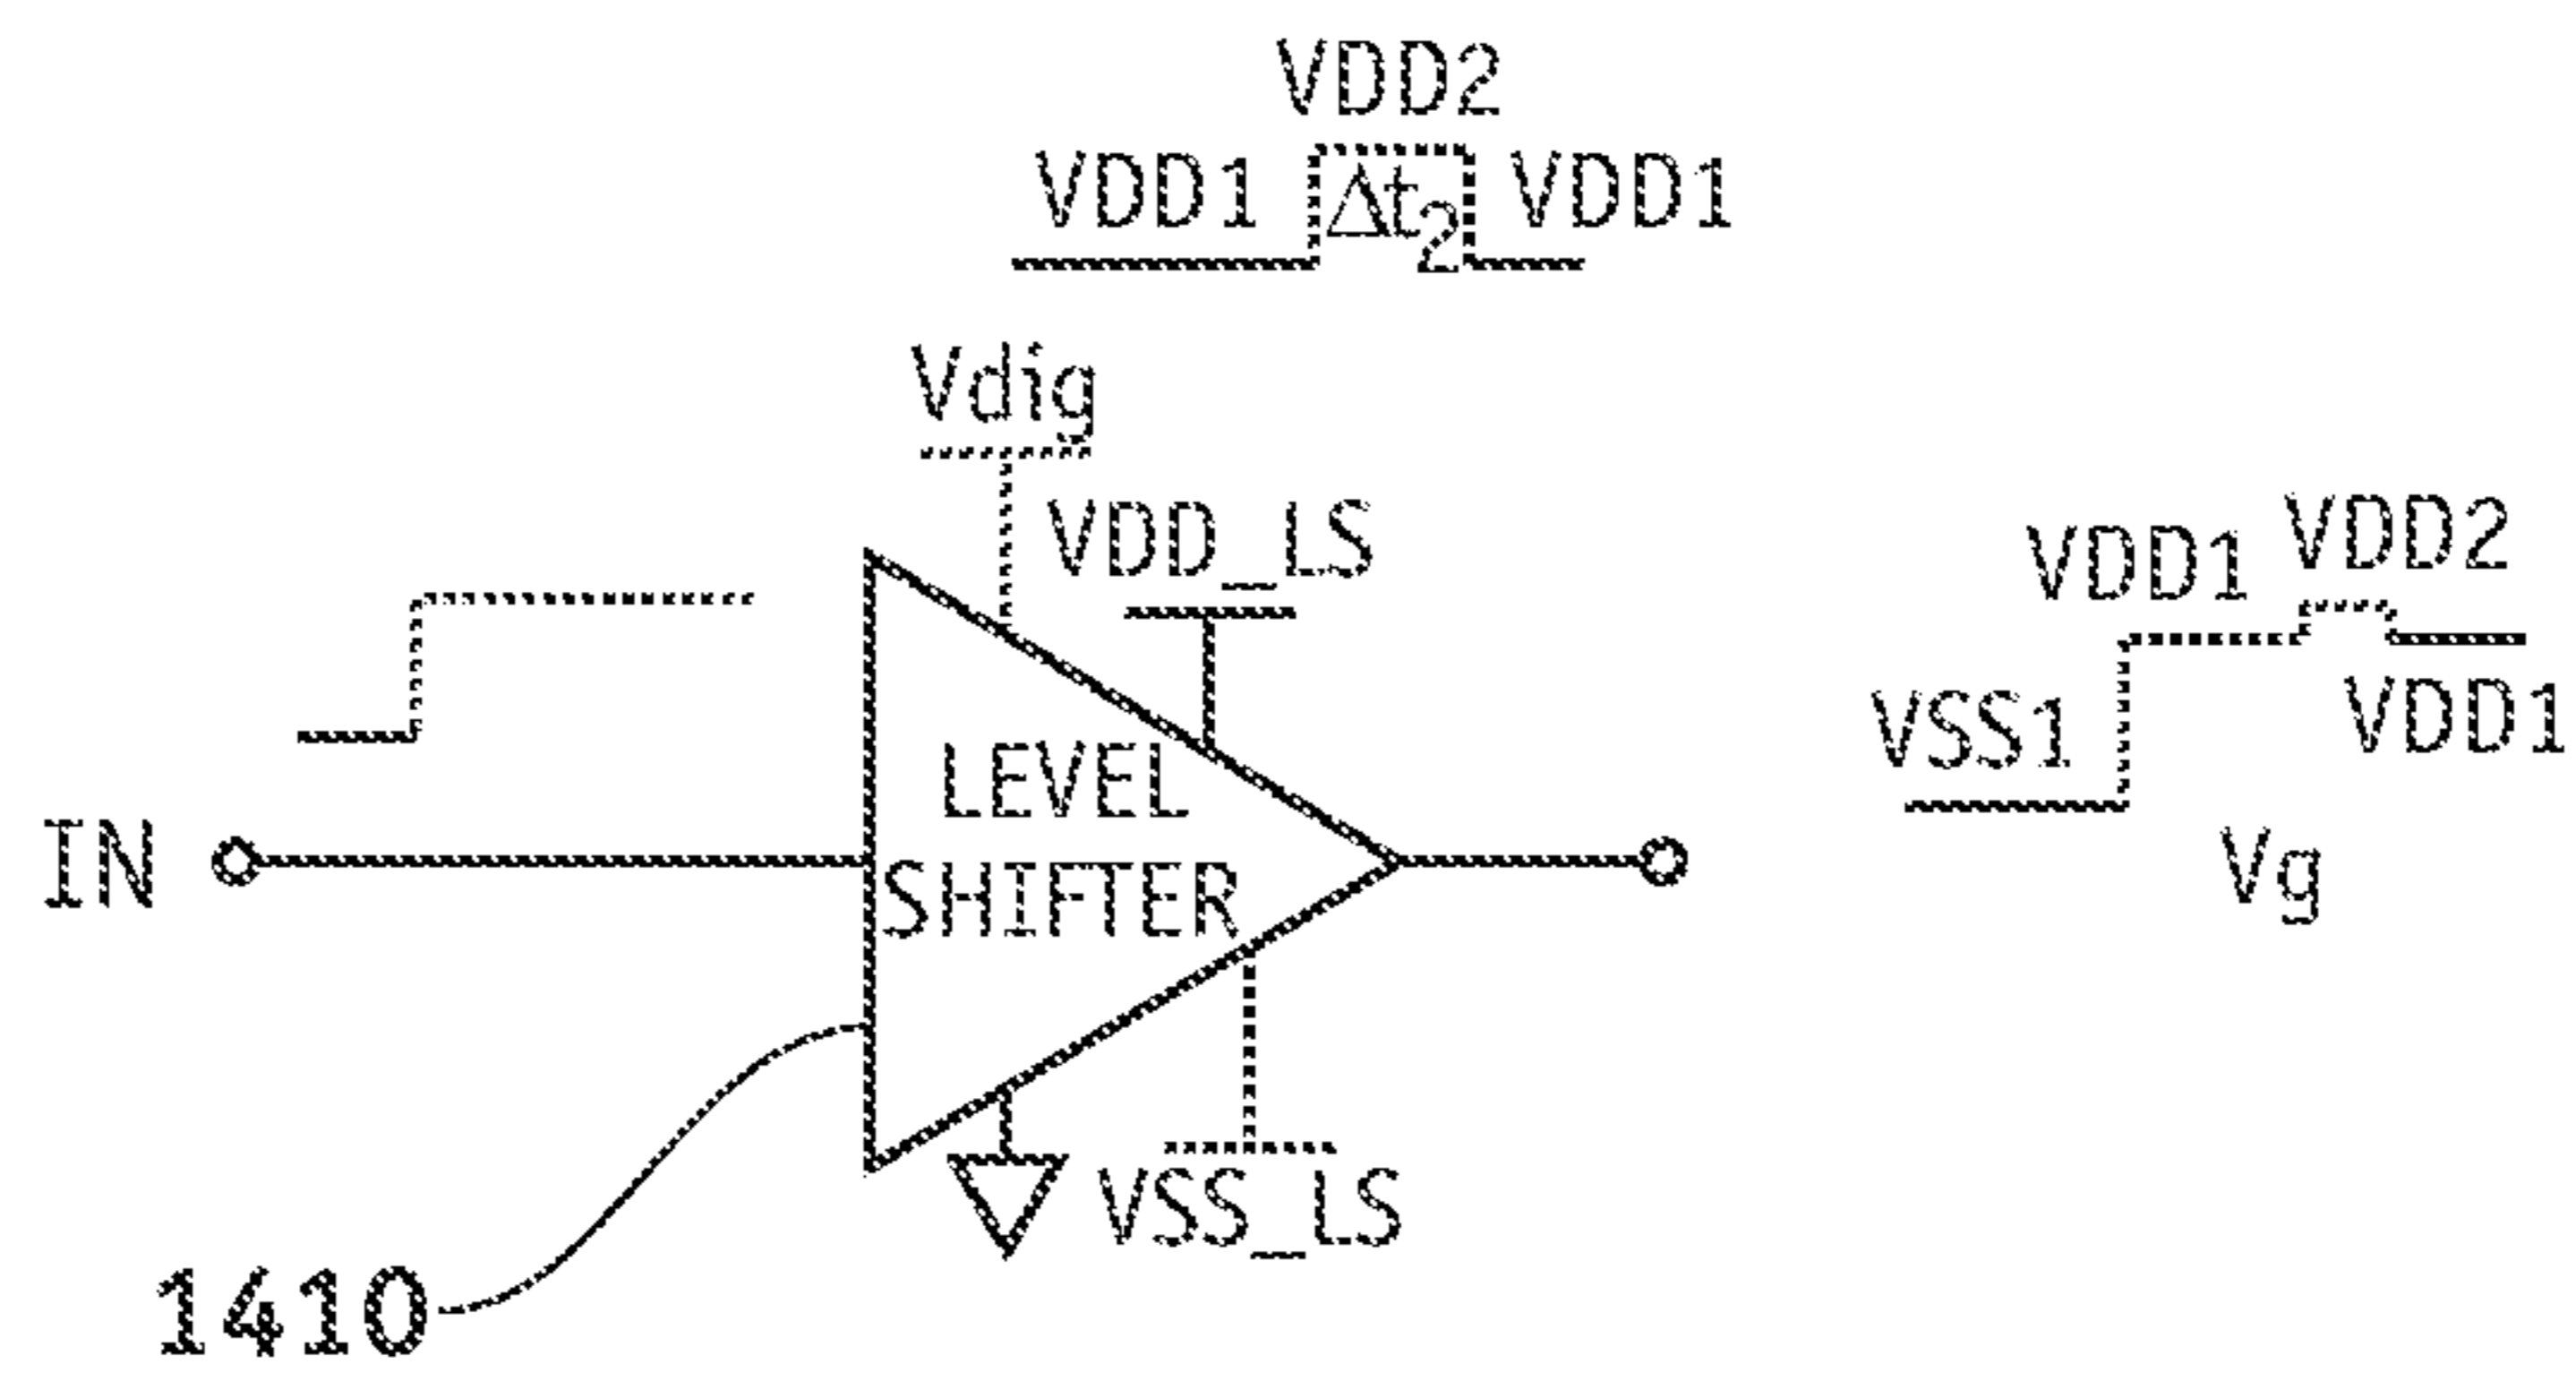 VDD2
VDD1 Δt2 VDD1
Vdig
VDD_LS
VDD1 VDD2
VSS1 VDD1
LEVEL
SHIFTER
IN
Vg
VSS_LS
1410